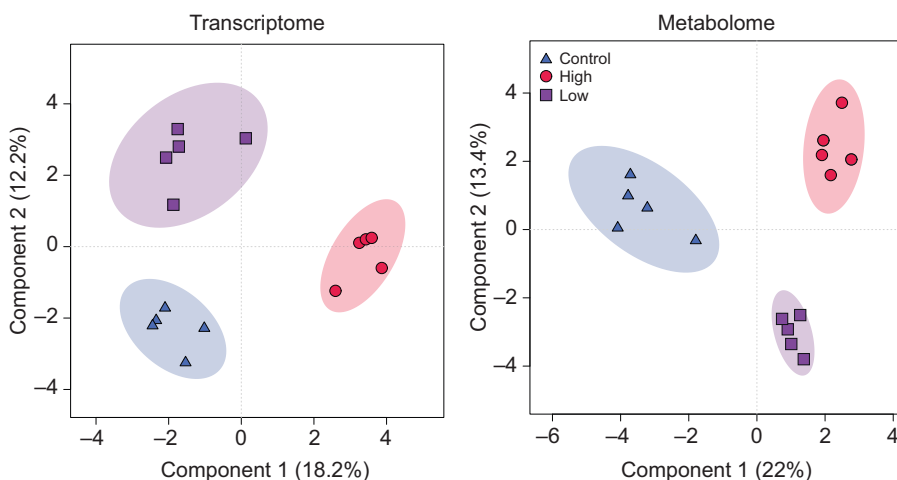 Transcriptome
Component 2 (12.2%)
4
2
0
–2
–4
–4
–2
0
2
4
Component 1 (18.2%)
Metabolome
Control
High
Low
Component 2 (13.4%)
4
2
0
–2
–4
–6
–4
–2
0
2
4
Component 1 (22%)